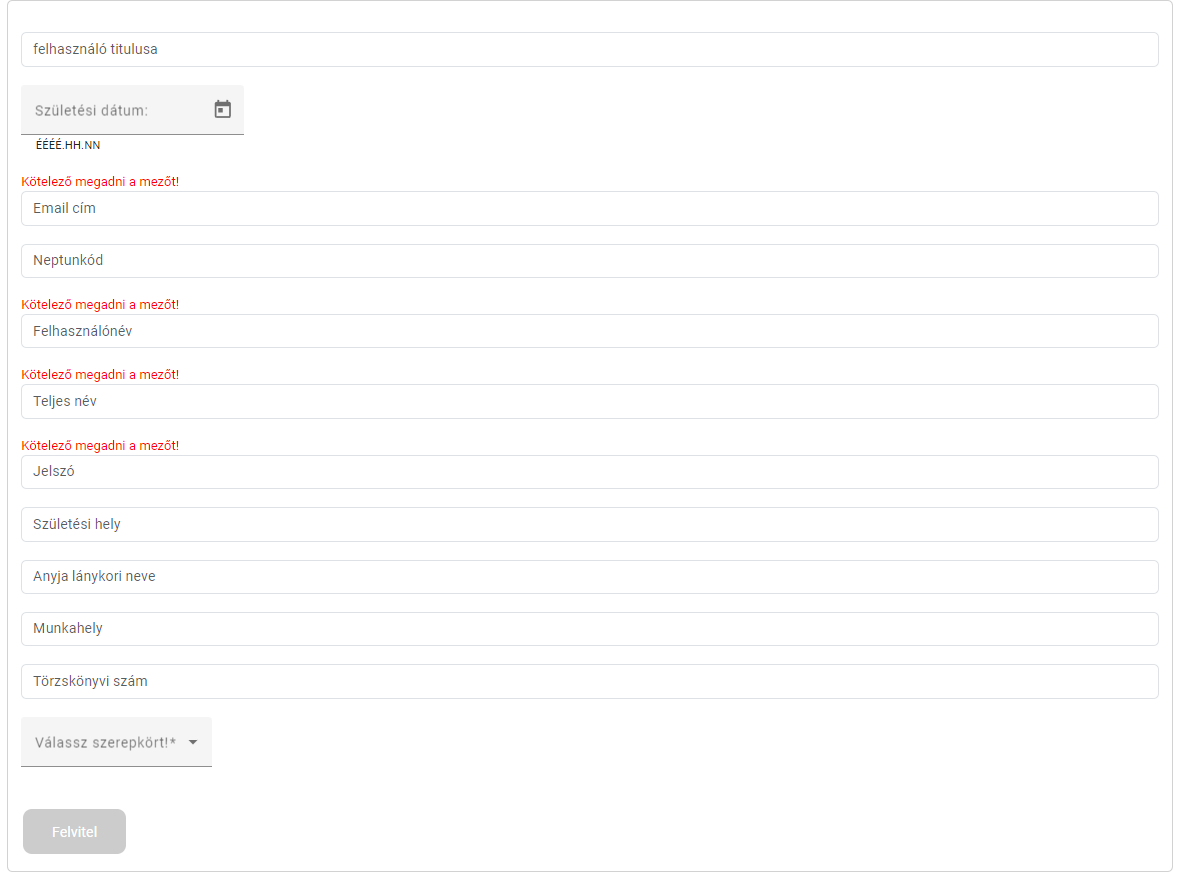 felhasználó titulusa
Születési dátum:
ÉÉÉÉ.HH.NN
Kötelező megadni a mezőt!
Email cím
Neptunkód
Kötelező megadni a mezőt!
Felhasználónév
Kötelező megadni a mezőt!
Teljes név
Kötelező megadni a mezőt!
Jelszó
Születési hely
Anyja lánykori neve
Munkahely
Törzskönyvi szám
Válassz szerepkört!*
Felvitel